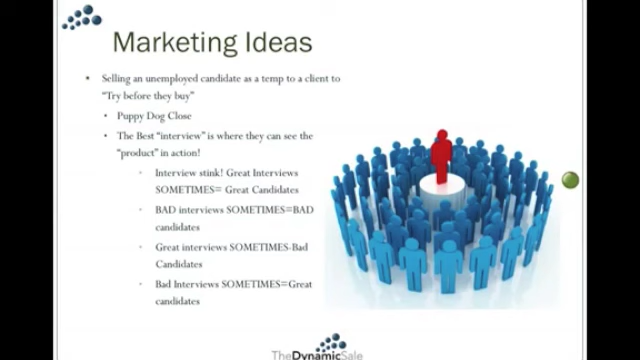 Marketing Ideas
Selling an unemployed candidate as a temp to a client to
"Try before they buy"
Puppy Dog Close
The Best "interview" is where they can see the
"product" in action!
Interview stink! Great Interviews
SOMETIMES= Great Candidates
BAD interviews SOMETIMES=BAD
candidates
Great interviews SOMETIMES-Bad
Candidates
Bad Interviews SOMETIMES=Great
candidates
TheDynamicSale